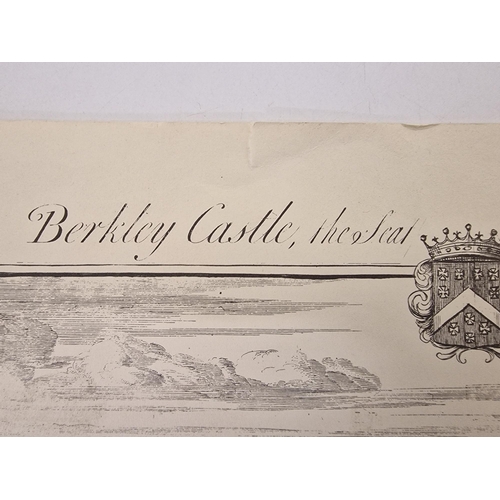 Berkley Castle, the Seat